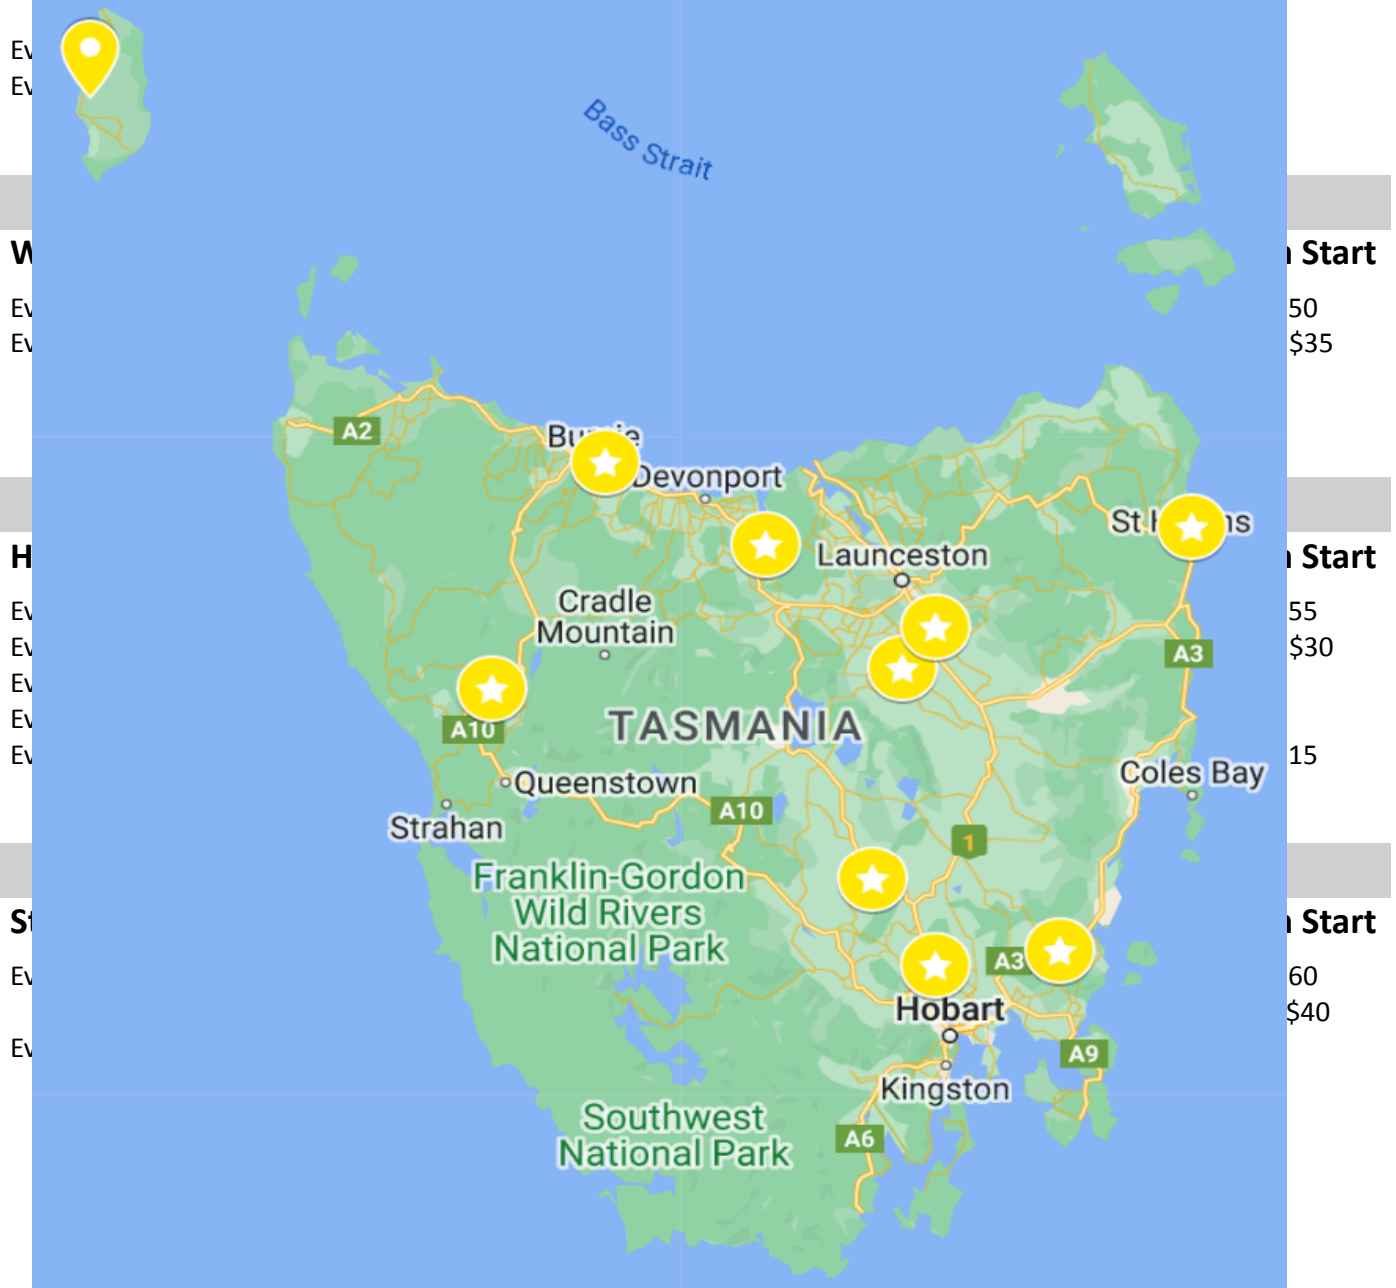 Ev
Ev
Bass Strait
W
Start
Ev
50
Ev
$35
A2
Devonport
St
ns
Launceston
H
Start
Cradle
Mountain
Ev
55
Ev
$30
A3
Ev
Ev
A10
TASMANIA
Ev
15
Queenstown
Coles Bay
Strahan
A10
1
Franklin-Gordon
Wild Rivers
National Park
St
Start
A3
Ev
60
Hobart
$40
Ev
A9
Kingston
Southwest
National Park
A6